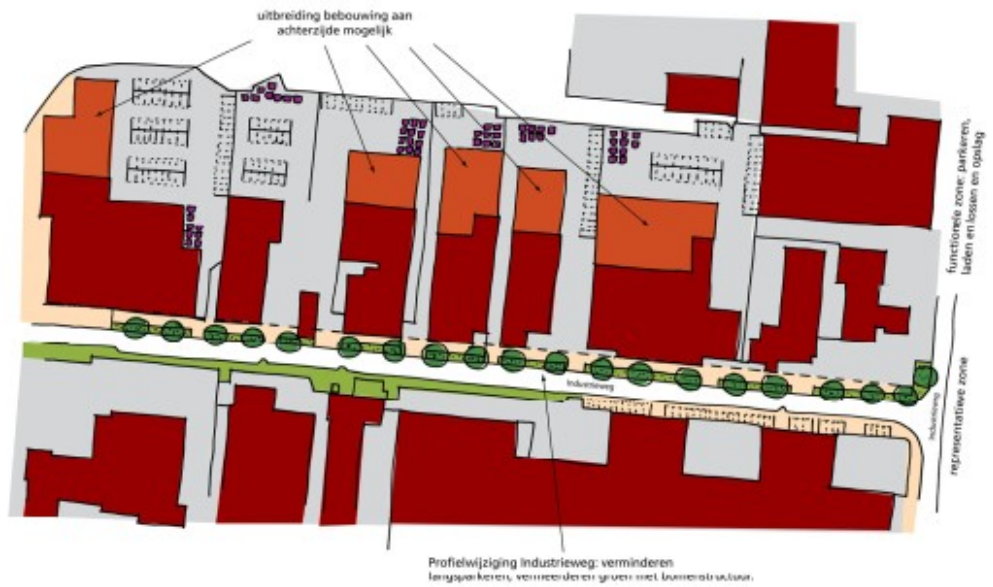 uitbreiding bebouwing aan
achterzijde mogelijk
functionele zone: parkeren,
laden en lossen en opslag
Industrieweg
Industrieweg
representatieve zone
Profielwijziging Industrieweg: verminderen
langsparkeren, vermeerderen groen met bomenstructuur.